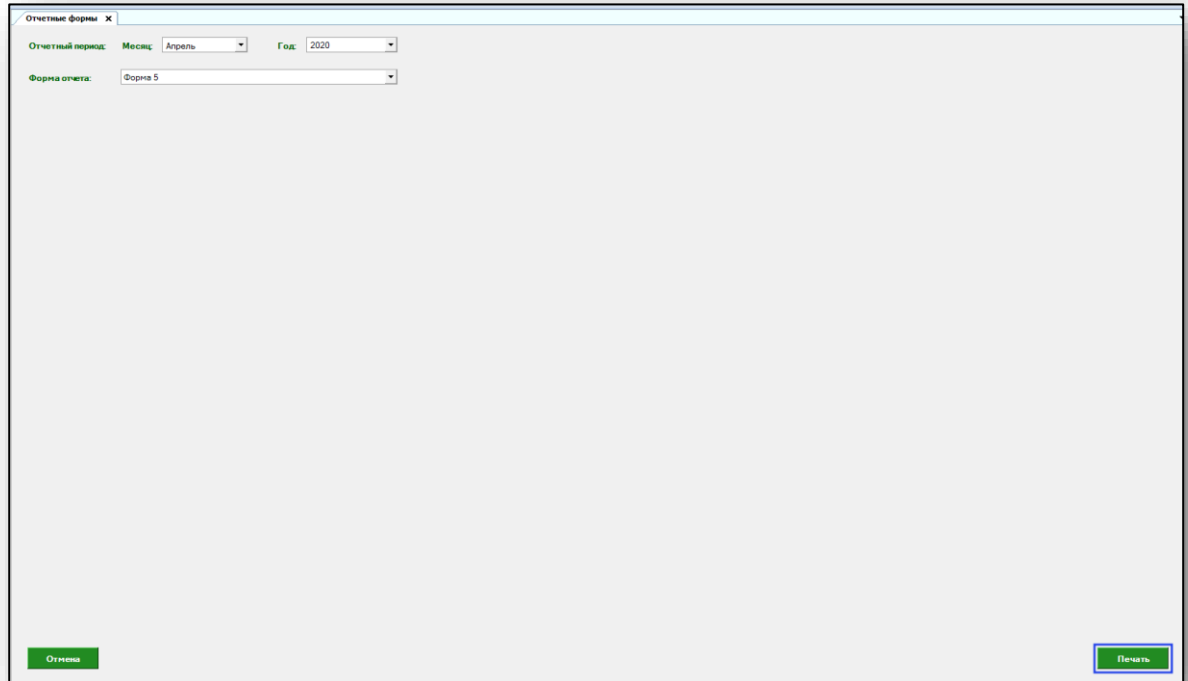 Отчетные формы X
Отчетный период: Месяц: Апрель Год: 2020
Форма отчета: Форма 5
Отмена Печать